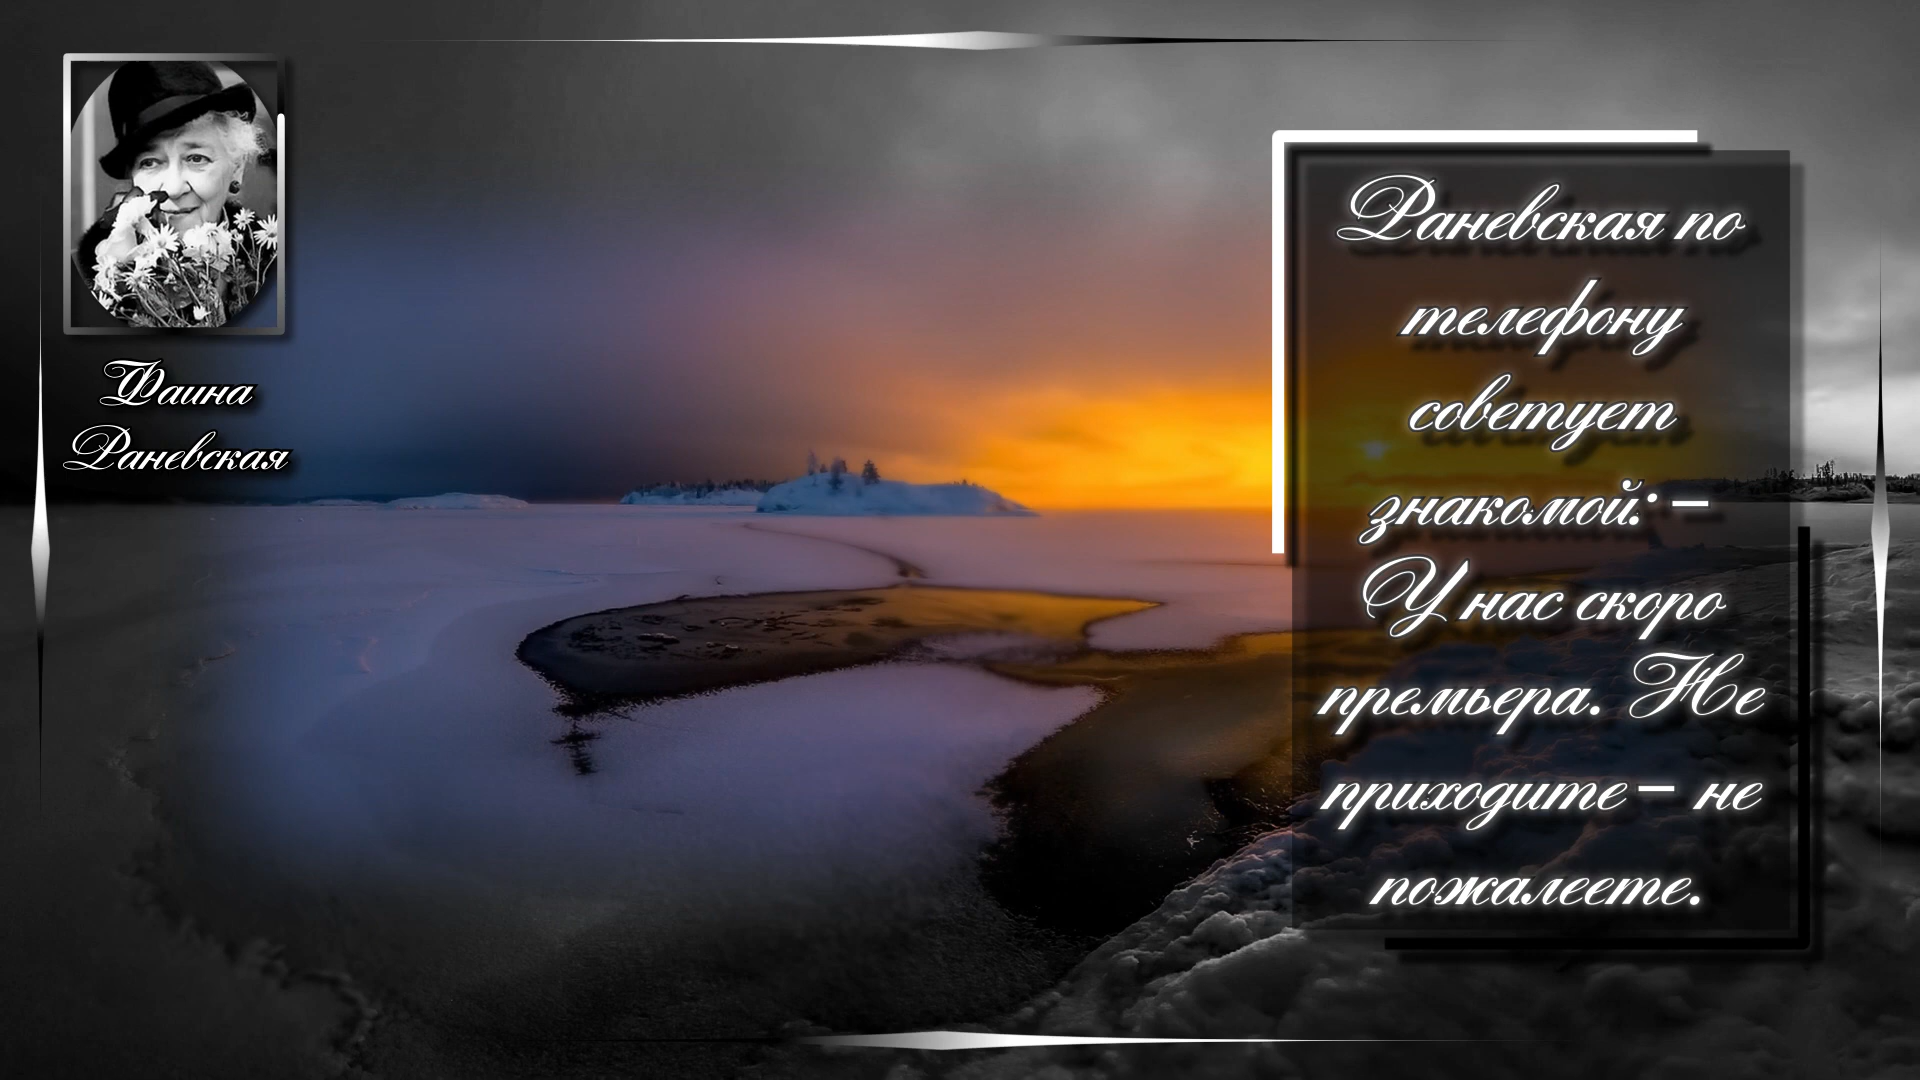 Фаина
Раневская
Раневская по
телефону
советует
знакомой: –
У нас скоро
премьера. Не
приходите – не
пожалеете.